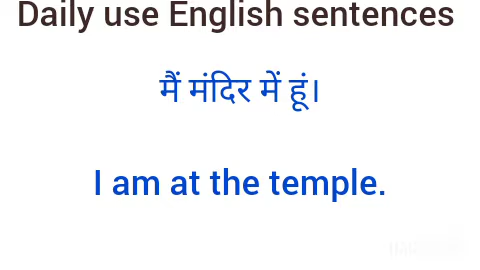 Daily use English sentences
मैं मंदिर में हूं।
I am at the temple.